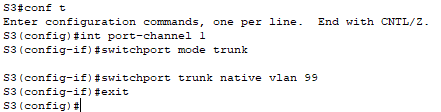 S3#conf t
Enter configuration commands, one per line.  End with CNTL/Z.
S3(config)#int port-channel 1
S3(config-if)#switchport mode trunk

S3(config-if)#switchport trunk native vlan 99
S3(config-if)#exit
S3(config)#